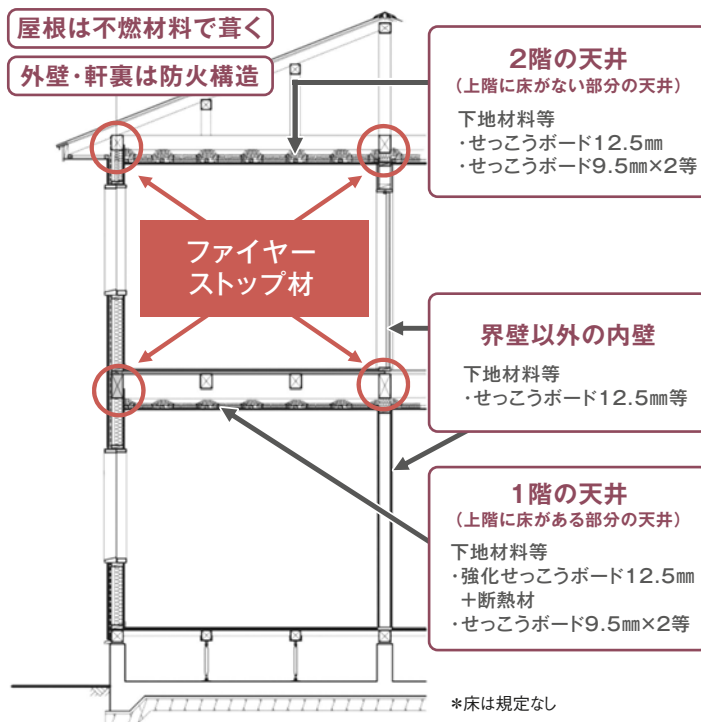 屋根は不燃材料で葺く
外壁・軒裏は防火構造
2階の天井
(上階に床がない部分の天井)
下地材料等
・せっこうボード12.5㎜
・せっこうボード9.5㎜×2等
ファイヤー
ストップ材
界壁以外の内壁
下地材料等
・せっこうボード12.5㎜等
1階の天井
(上階に床がある部分の天井)
下地材料等
・強化せっこうボード12.5㎜
＋断熱材
・せっこうボード9.5㎜×2等
*床は規定なし